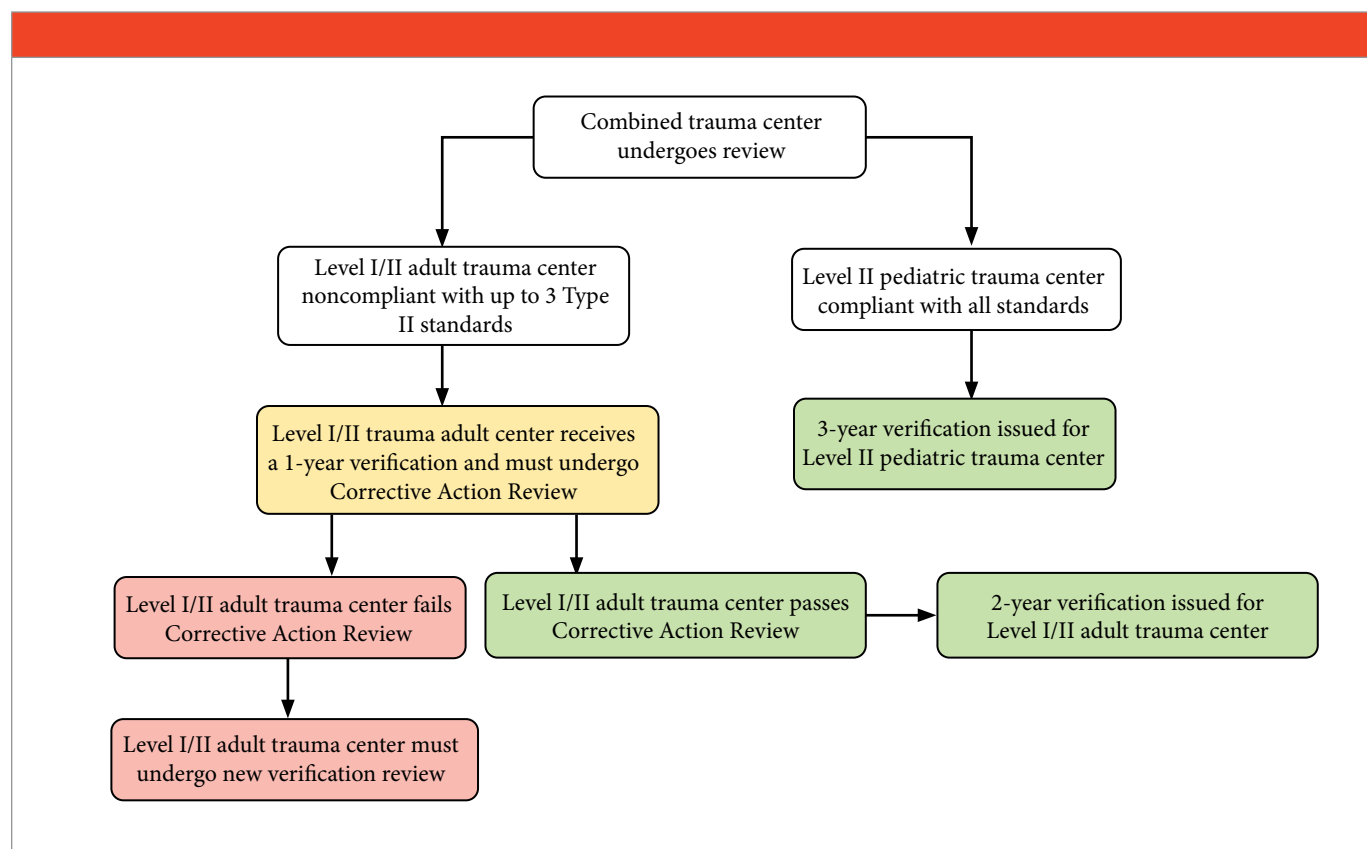 Combined trauma center
undergoes review
Level I/II adult trauma center
noncompliant with up to 3 Type
II standards
Level II pediatric trauma center
compliant with all standards
Level I/II trauma adult center receives
a 1-year verification and must undergo
Corrective Action Review
3-year verification issued for
Level II pediatric trauma center
Level I/II adult trauma center fails
Corrective Action Review
Level I/II adult trauma center passes
Corrective Action Review
2-year verification issued for
Level I/II adult trauma center
Level I/II adult trauma center must
undergo new verification review